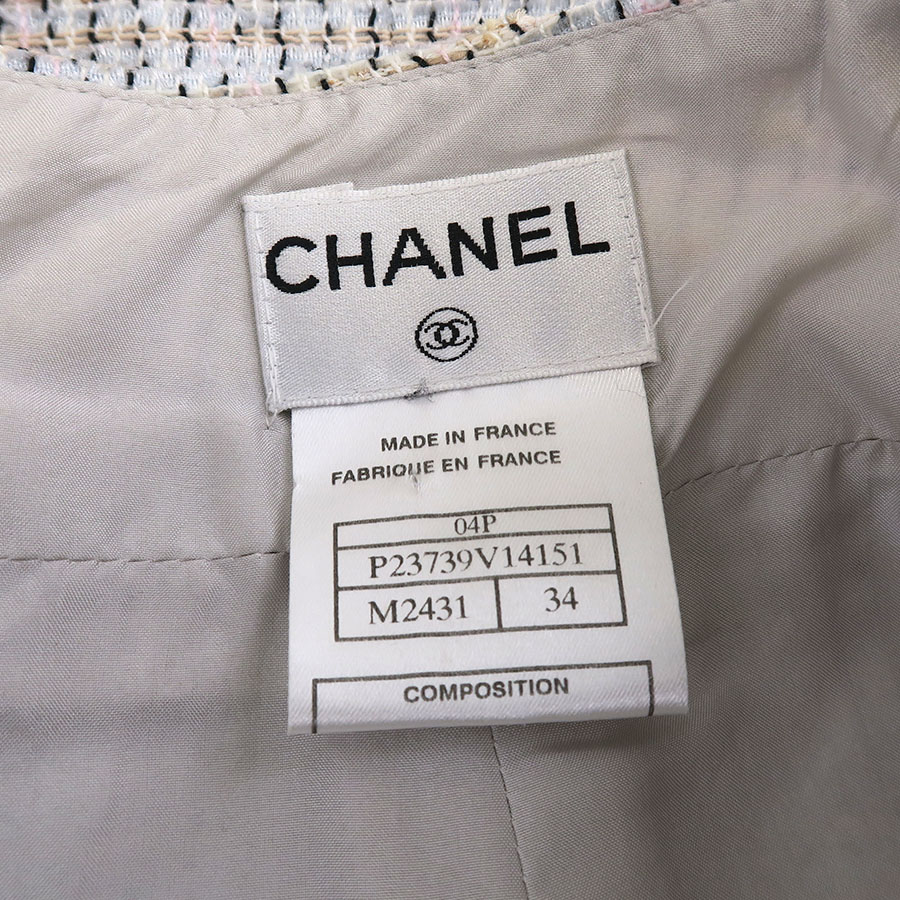 CHANEL
MADE IN FRANCE
FABRIQUE EN FRANCE
04P
P23739V14151
M2431 34
COMPOSITION